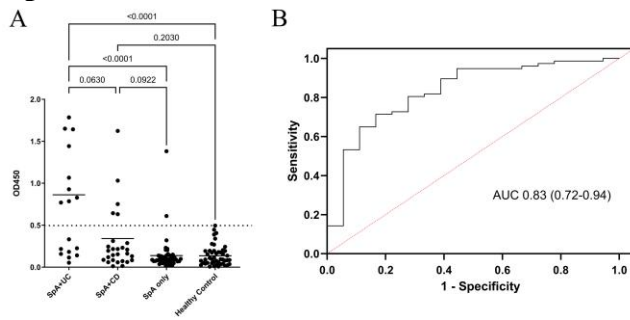 A
B
<0.0001
0.2030
<0.0001
0.0630
0.0922
2.0
1.5
1.0
0.5
0.0
OD450
SpA+UC
SpA+CD
SpA only
Healthy Control
1.0
0.8
0.6
0.4
0.2
0.0
Sensitivity
AUC 0.83 (0.72-0.94)
0.0 0.2 0.4 0.6 0.8 1.0
1 - Specificity